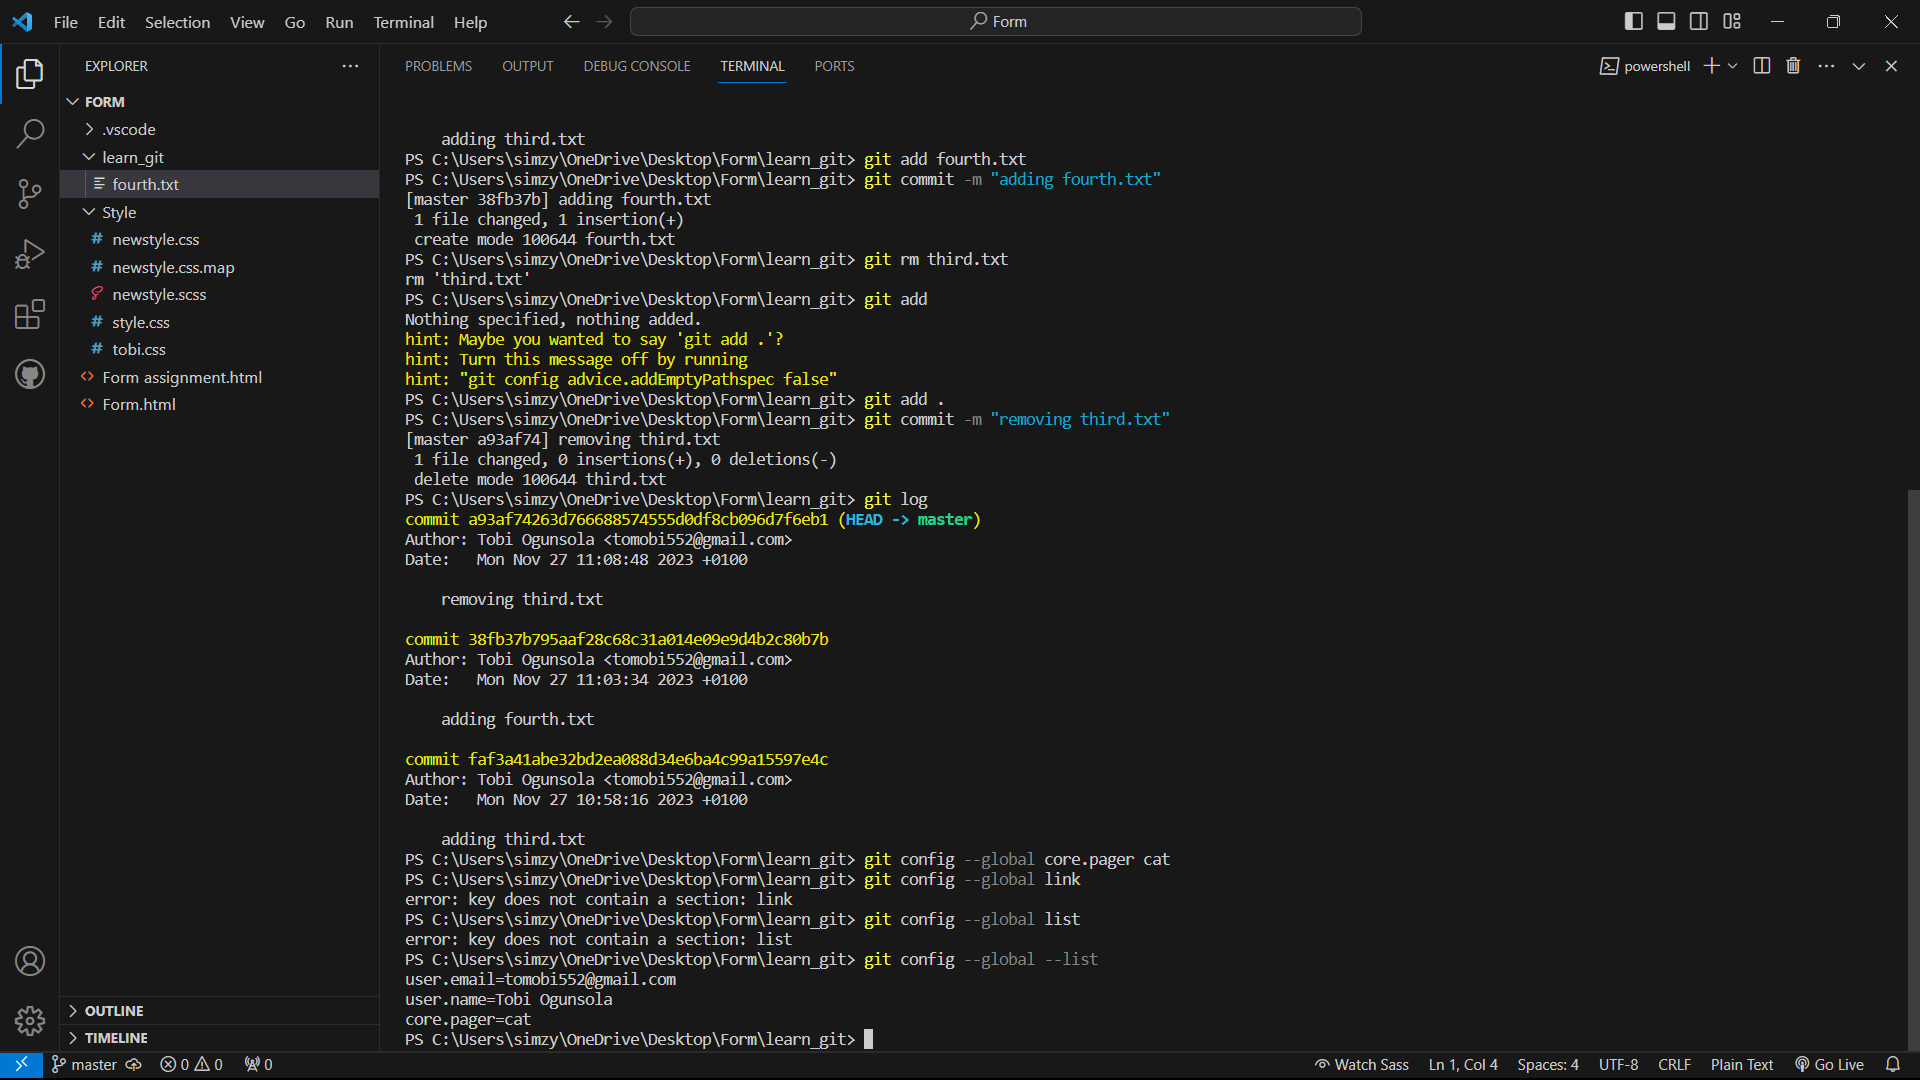 File Edit Selection View Go Run Terminal Help
Form
EXPLORER
FORM
.vscode
learn_git
fourth.txt
Style
newstyle.css
newstyle.css.map
newstyle.scss
style.css
tobi.css
Form assignment.html
Form.html
OUTLINE
TIMELINE
PROBLEMS OUTPUT DEBUG CONSOLE TERMINAL PORTS
powershell
adding third.txt
PS C:\Users\simzy\OneDrive\Desktop\Form\learn_git> git add fourth.txt
PS C:\Users\simzy\OneDrive\Desktop\Form\learn_git> git commit -m "adding fourth.txt"
[master 38fb37b] adding fourth.txt
1 file changed, 1 insertion(+)
create mode 100644 fourth.txt
PS C:\Users\simzy\OneDrive\Desktop\Form\learn_git> git rm third.txt
rm 'third.txt'
PS C:\Users\simzy\OneDrive\Desktop\Form\learn_git> git add
Nothing specified, nothing added.
hint: Maybe you wanted to say 'git add .'?
hint: Turn this message off by running
hint: "git config advice.addEmptyPathspec false"
PS C:\Users\simzy\OneDrive\Desktop\Form\learn_git> git add .
PS C:\Users\simzy\OneDrive\Desktop\Form\learn_git> git commit -m "removing third.txt"
[master a93af74] removing third.txt
1 file changed, 0 insertions(+), 0 deletions(-)
delete mode 100644 third.txt
PS C:\Users\simzy\OneDrive\Desktop\Form\learn_git> git log
commit a93af74263d766688574555d0df8cb096d7f6eb1 (HEAD -> master)
Author: Tobi Ogunsola <tomobi552@gmail.com>
Date: Mon Nov 27 11:08:48 2023 +0100
removing third.txt
commit 38fb37b795aaf28c68c31a014e09e9d4b2c80b7b
Author: Tobi Ogunsola <tomobi552@gmail.com>
Date: Mon Nov 27 11:03:34 2023 +0100
adding fourth.txt
commit faf3a41abe32bd2ea088d34e6ba4c99a15597e4c
Author: Tobi Ogunsola <tomobi552@gmail.com>
Date: Mon Nov 27 10:58:16 2023 +0100
adding third.txt
PS C:\Users\simzy\OneDrive\Desktop\Form\learn_git> git config --global core.pager cat
PS C:\Users\simzy\OneDrive\Desktop\Form\learn_git> git config --global link
error: key does not contain a section: link
PS C:\Users\simzy\OneDrive\Desktop\Form\learn_git> git config --global list
error: key does not contain a section: list
PS C:\Users\simzy\OneDrive\Desktop\Form\learn_git> git config --global --list
user.email=tomobi552@gmail.com
user.name=Tobi Ogunsola
core.pager=cat
PS C:\Users\simzy\OneDrive\Desktop\Form\learn_git>
master 0 0 0 Watch Sass Ln 1, Col 4 Spaces: 4 UTF-8 CRLF Plain Text Go Live